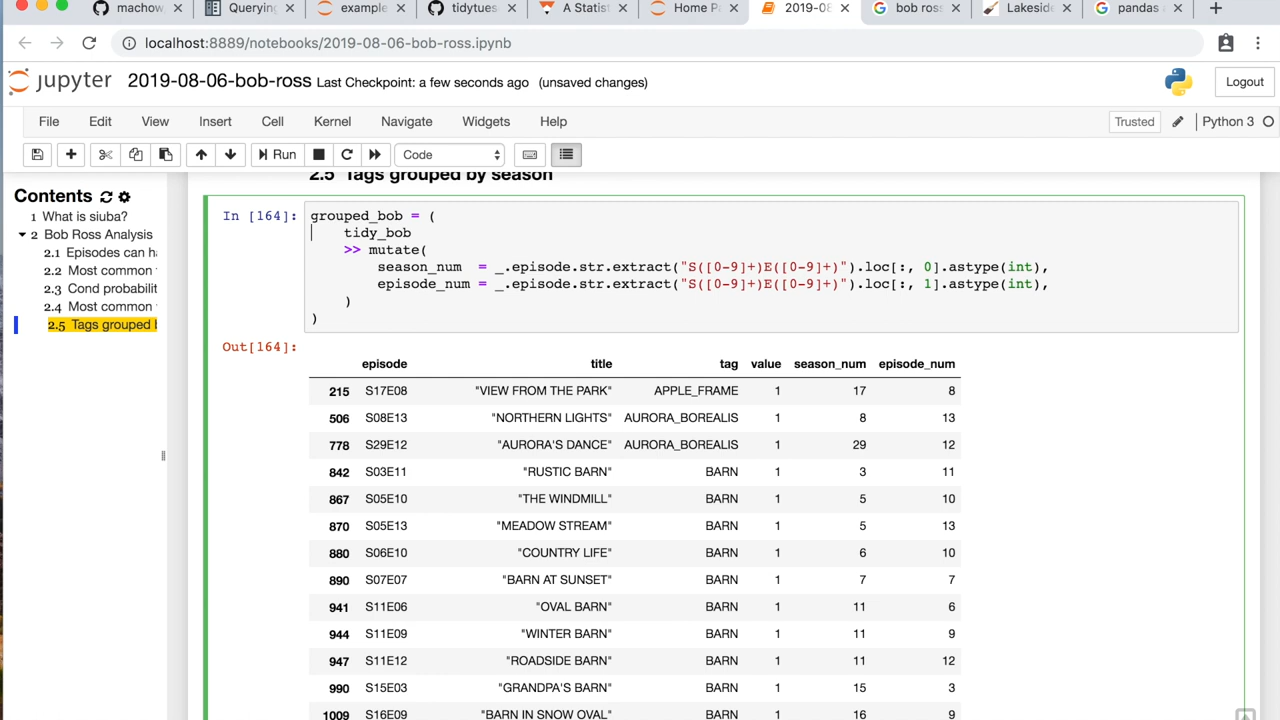 machow. Querying example tidytues A Statist Home P 2019-08 bob ros Lakeside pandas
localhost:8889/notebooks/2019-08-06-bob-ross.ipynb
jupyter 2019-08-06-bob-ross Last Checkpoint: a few seconds ago (unsaved changes) Logout
File Edit View Insert Cell Kernel Navigate Widgets Help Trusted Python 3
Run Code
2.5 Tags grouped by season
Contents
1 What is siuba?
2 Bob Ross Analysis
2.1 Episodes can ha
2.2 Most common
2.3 Cond probabilit
2.4 Most common
2.5 Tags grouped b
In [164]: grouped_bob = (
tidy_bob
>> mutate(
season_num = _.episode.str.extract("S([0-9]+)E([0-9]+)").loc[:, 0].astype(int),
episode_num = _.episode.str.extract("S([0-9]+)E([0-9]+)").loc[:, 1].astype(int),
)
)
Out[164]:
episode title tag value season_num episode_num
215 S17E08 "VIEW FROM THE PARK" APPLE_FRAME 1 17 8
506 S08E13 "NORTHERN LIGHTS" AURORA_BOREALIS 1 8 13
778 S29E12 "AURORA'S DANCE" AURORA_BOREALIS 1 29 12
842 S03E11 "RUSTIC BARN" BARN 1 3 11
867 S05E10 "THE WINDMILL" BARN 1 5 10
870 S05E13 "MEADOW STREAM" BARN 1 5 13
880 S06E10 "COUNTRY LIFE" BARN 1 6 10
890 S07E07 "BARN AT SUNSET" BARN 1 7 7
941 S11E06 "OVAL BARN" BARN 1 11 6
944 S11E09 "WINTER BARN" BARN 1 11 9
947 S11E12 "ROADSIDE BARN" BARN 1 11 12
990 S15E03 "GRANDPA'S BARN" BARN 1 15 3
1009 S16E09 "BARN IN SNOW OVAL" BARN 1 16 9